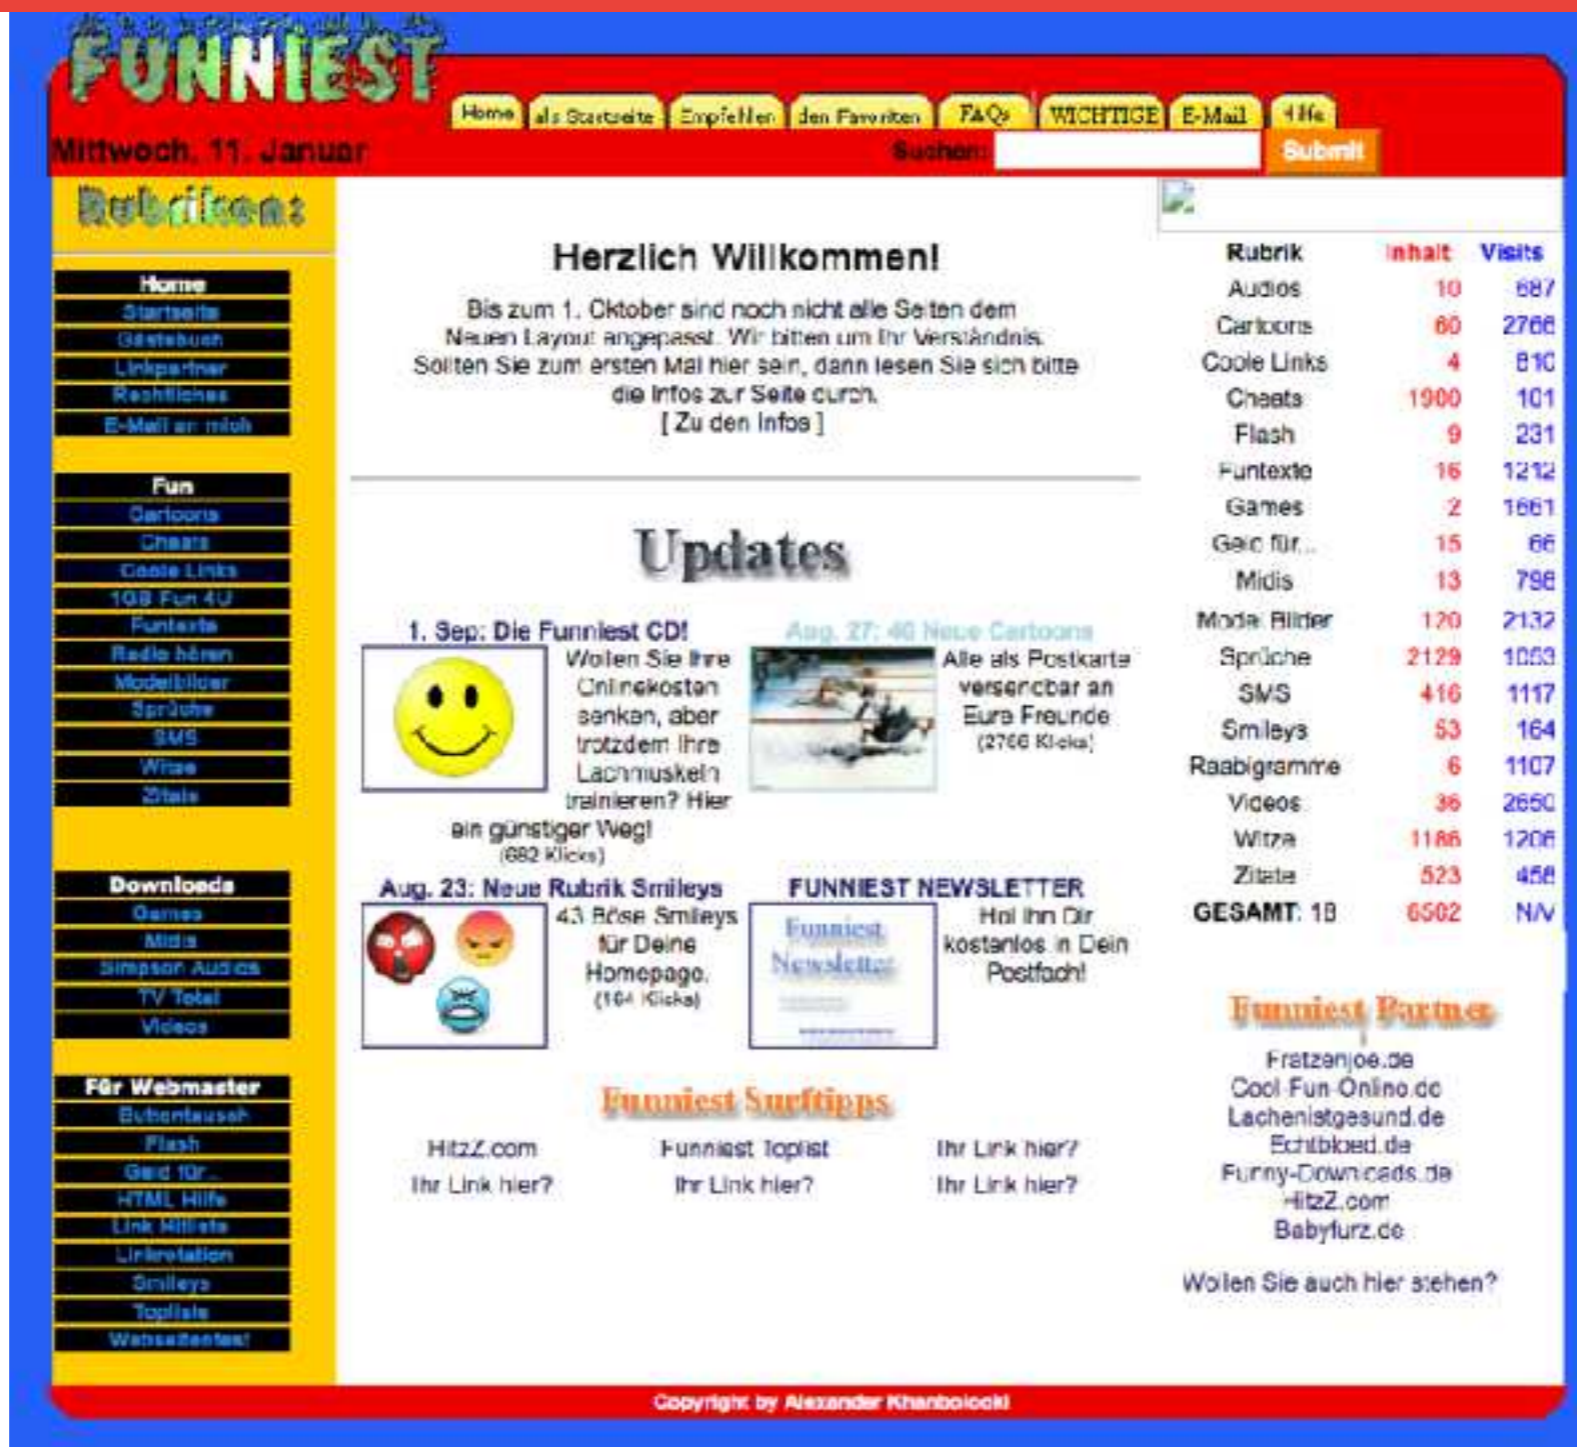 FUNNIEST
Home als Startseite Empfehlen den Favoriten FAQs WICHTIGE E-Mail Hilfe
Mittwoch, 11. Januar
Suchen: Submit
Rubriken:
Home
Startseite
Gästebuch
Linkpartner
Rechtliches
E-Mail an mich
Fun
Cartoons
Cheats
Coole Links
1GB Fun 4U
Funtexte
Radio hören
Modelbilder
Sprüche
SMS
Witze
Zitate
Downloads
Games
Midis
Simpson Audios
TV Total
Videos
Für Webmaster
Flash
Geld für...
HTML Hilfe
Link Hitliste
Linkrotation
Smileys
Topliste
Webseitentest
Herzlich Willkommen!
Bis zum 1. Oktober sind noch nicht alle Seiten dem
Neuen Layout angepasst. Wir bitten um Ihr Verständnis.
Sollten Sie zum ersten Mal hier sein, dann lesen Sie sich bitte
die Infos zur Seite durch.
[ Zu den Infos ]
Updates
1. Sep: Die Funniest CD!
Wollen Sie Ihre
Onlinekosten
senken, aber
trotzdem Ihre
Lachmuskeln
trainieren? Hier
ein günstiger Weg!
(682 Klicks)
Aug. 27: 40 Neue Cartoons
Alle als Postkarte
versendbar an
Eure Freunde
(2766 Klicks)
Aug. 23: Neue Rubrik Smileys
43 Böse Smileys
für Deine
Homepage.
(164 Klicks)
FUNNIEST NEWSLETTER
Funniest
Newsletter
Hol Ihn Dir
kostenlos in Dein
Postfach!
Funniest Surftipps
HitzZ.com Funniest Toplist Ihr Link hier?
Ihr Link hier? Ihr Link hier? Ihr Link hier?
Rubrik Inhalt Visits
Audios 10 687
Cartoons 60 2766
Coole Links 4 810
Cheats 1900 101
Flash 9 231
Funtexte 16 1212
Games 2 1661
Geld für... 15 66
Midis 13 798
Model Bilder 120 2132
Sprüche 2129 1053
SMS 416 1117
Smileys 53 164
Raabigramme 6 1107
Videos 36 2650
Witze 1186 1206
Zitate 523 458
GESAMT: 18 6502 N/V
Funniest Partner
Fratzenjoe.de
Cool-Fun-Online.de
Lachenistgesund.de
Echtbloed.de
Funny-Downloads.de
HitzZ.com
Babyfurz.de
Wollen Sie auch hier stehen?
Copyright by Alexander